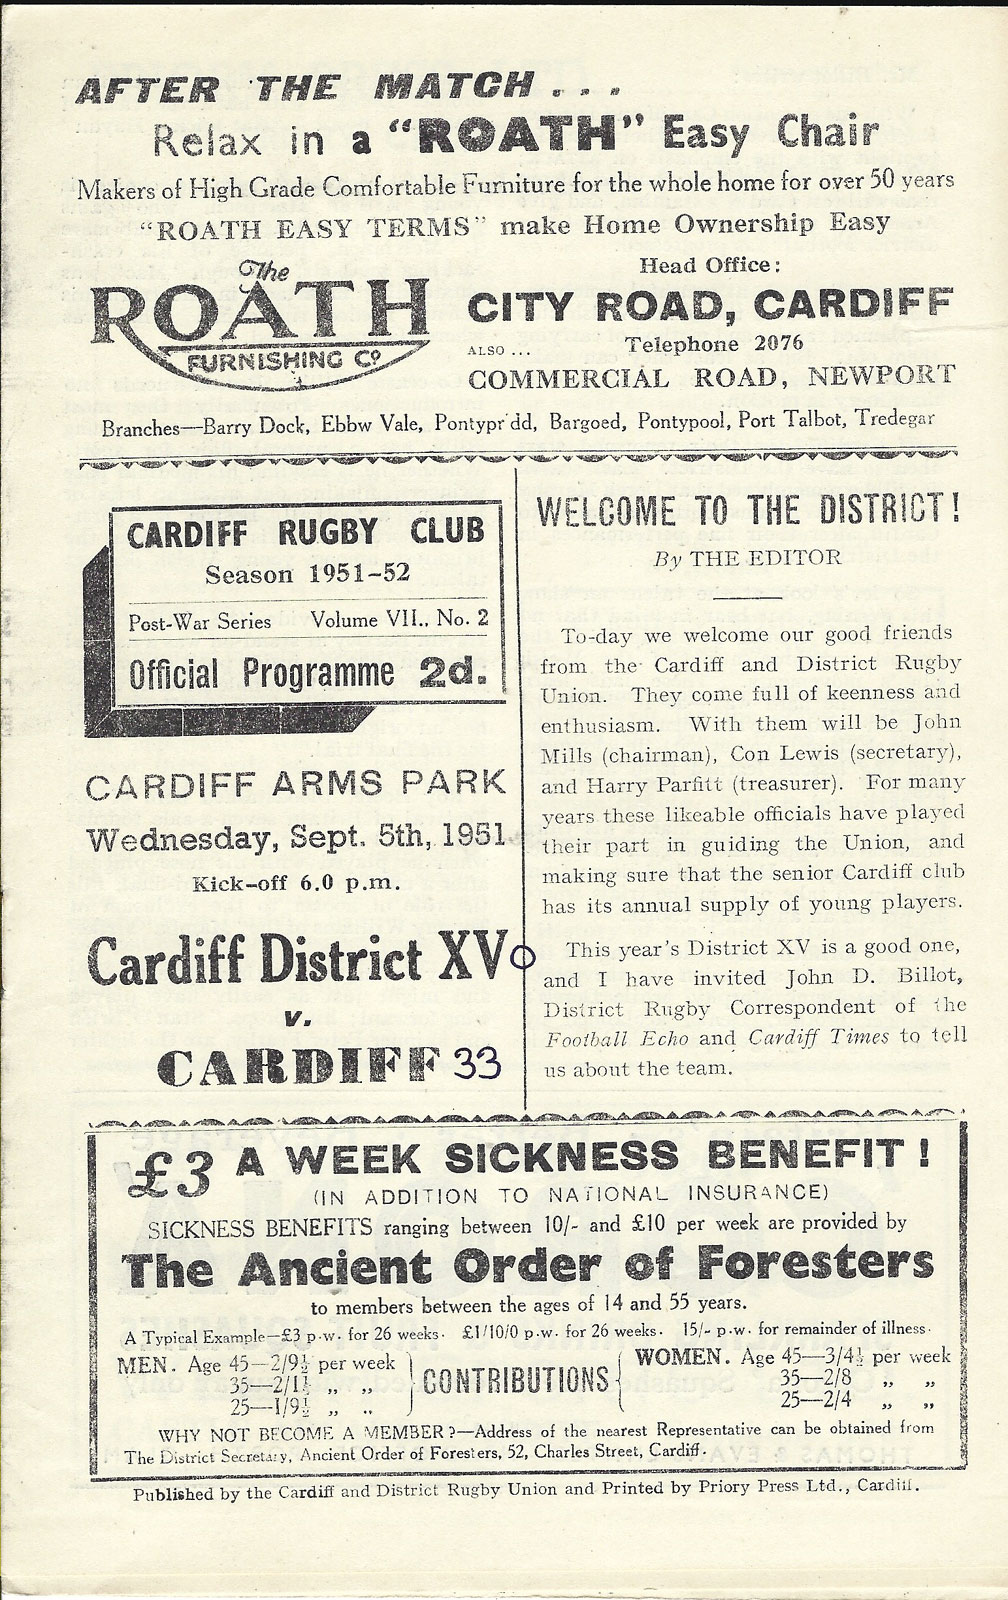 AFTER THE MATCH . . .
Relax in a "ROATH" Easy Chair
Makers of High Grade Comfortable Furniture for the whole home for over 50 years
"ROATH EASY TERMS" make Home Ownership Easy
The
ROATH
FURNISHING Co
Head Office:
CITY ROAD, CARDIFF
ALSO ... Telephone 2076
COMMERCIAL ROAD, NEWPORT
Branches—Barry Dock, Ebbw Vale, Pontypr dd, Bargoed, Pontypool, Port Talbot, Tredegar
CARDIFF RUGBY CLUB
Season 1951-52
Post-War Series Volume VII., No. 2
Official Programme 2d.
CARDIFF ARMS PARK
Wednesday, Sept. 5th, 1951
Kick-off 6.0 p.m.
Cardiff District XV 0
v.
CARDIFF 33
WELCOME TO THE DISTRICT!
By THE EDITOR
To-day we welcome our good friends
from the Cardiff and District Rugby
Union. They come full of keenness and
enthusiasm. With them will be John
Mills (chairman), Con Lewis (secretary),
and Harry Parfitt (treasurer). For many
years these likeable officials have played
their part in guiding the Union, and
making sure that the senior Cardiff club
has its annual supply of young players.
This year's District XV is a good one,
and I have invited John D. Billot,
District Rugby Correspondent of the
Football Echo and Cardiff Times to tell
us about the team.
£3 A WEEK SICKNESS BENEFIT!
(IN ADDITION TO NATIONAL INSURANCE)
SICKNESS BENEFITS ranging between 10/- and £10 per week are provided by
The Ancient Order of Foresters
to members between the ages of 14 and 55 years.
A Typical Example—£3 p.w. for 26 weeks. £1/10/0 p.w. for 26 weeks. 15/- p.w. for remainder of illness.
MEN. Age 45—2/9½ per week
35—2/1½ „ „
25—1/9½ „ „
CONTRIBUTIONS
WOMEN. Age 45—3/4½ per week
35—2/8 „ „
25—2/4 „ „
WHY NOT BECOME A MEMBER?—Address of the nearest Representative can be obtained from
The District Secretary, Ancient Order of Foresters, 52, Charles Street, Cardiff.
Published by the Cardiff and District Rugby Union and Printed by Priory Press Ltd., Cardiff.